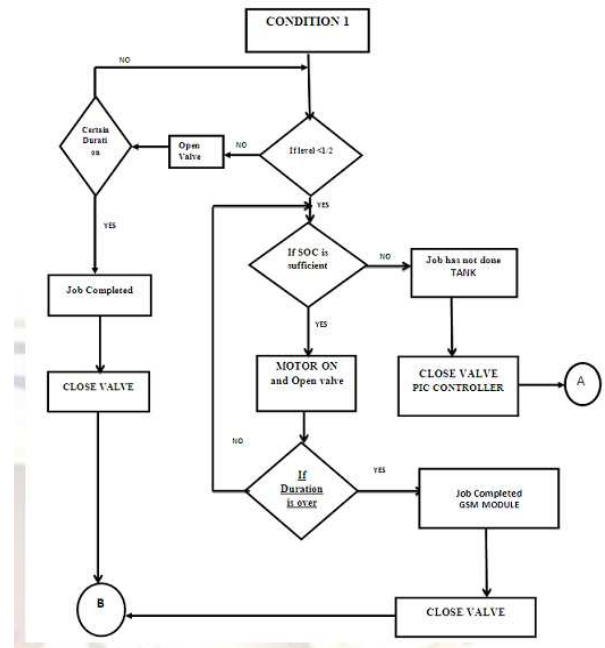 CONDITION 1
NO
Certain
Durati
on
Open
Valve
NO
If level <1/2
YES
YES
If SOC is
sufficient
NO
Job has not done
TANK
Job Completed
YES
CLOSE VALVE
MOTOR ON
and Open valve
CLOSE VALVE
PIC CONTROLLER
A
NO
If
Duration
is over
YES
Job Completed
GSM MODULE
B
CLOSE VALVE